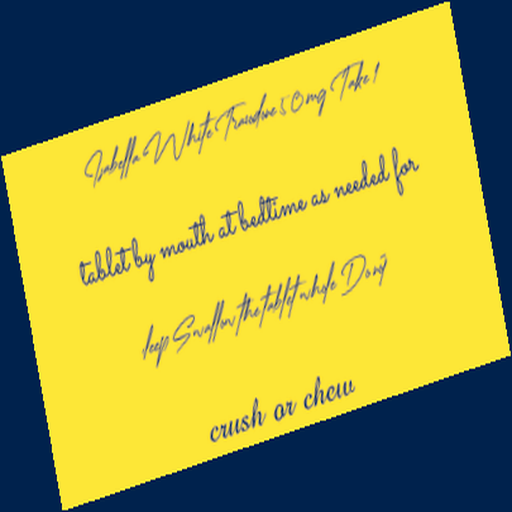 Isabella White Trazodone 50mg Take 1
tablet by mouth at bedtime as needed for
sleep Swallow the tablet whole Do not
crush or chew